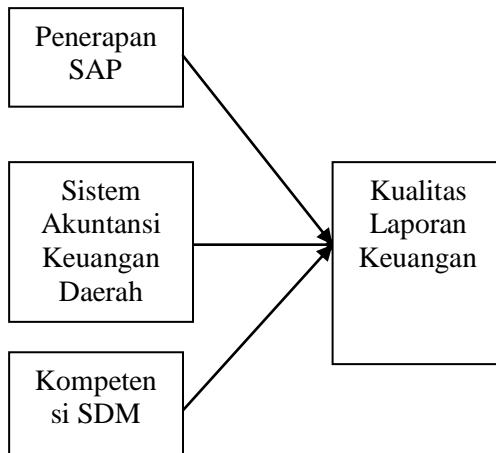 Penerapan
SAP
Sistem
Akuntansi
Keuangan
Daerah
Kualitas
Laporan
Keuangan
Kompeten
si SDM